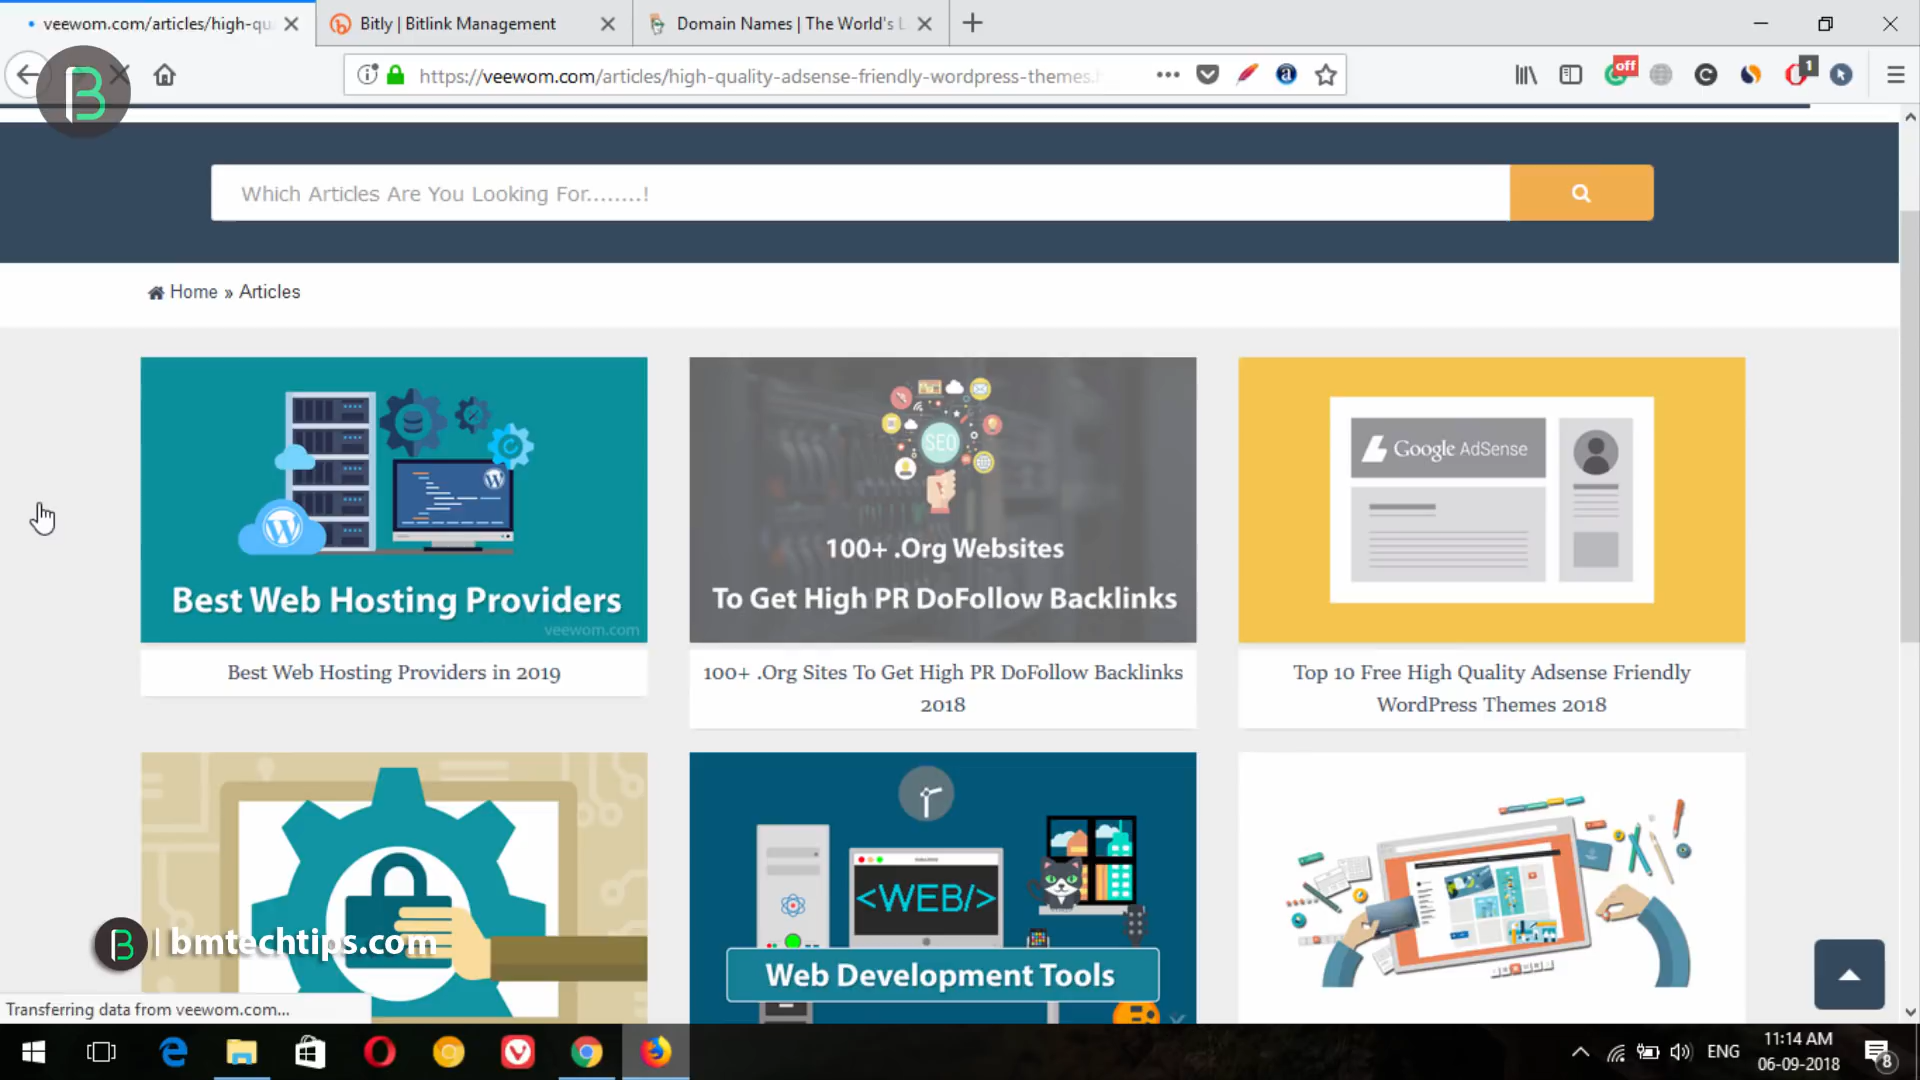 veewom.com/articles/high-qu
Bitly | Bitlink Management
Domain Names | The World's L
https://veewom.com/articles/high-quality-adsense-friendly-wordpress-themes.h
off
1
Which Articles Are You Looking For........!
Home » Articles
SEO
100+ .Org Websites
To Get High PR DoFollow Backlinks
Best Web Hosting Providers
veewom.com
Google AdSense
Best Web Hosting Providers in 2019
100+ .Org Sites To Get High PR DoFollow Backlinks
2018
Top 10 Free High Quality Adsense Friendly
WordPress Themes 2018
<WEB/>
Web Development Tools
B | bmtechtips.com
Transferring data from veewom.com...
ENG
11:14 AM
06-09-2018
8